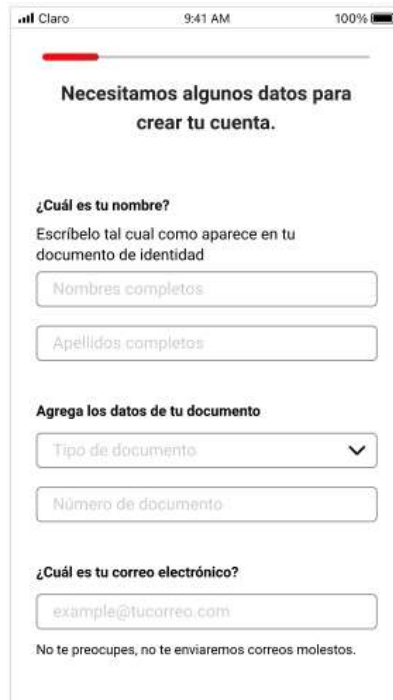 Claro 9:41 AM 100%
Necesitamos algunos datos para
crear tu cuenta.
¿Cuál es tu nombre?
Escríbelo tal cual como aparece en tu
documento de identidad
Nombres completos
Apellidos completos
Agrega los datos de tu documento
Tipo de documento
Número de documento
¿Cuál es tu correo electrónico?
example@tucorreo.com
No te preocupes, no te enviaremos correos molestos.